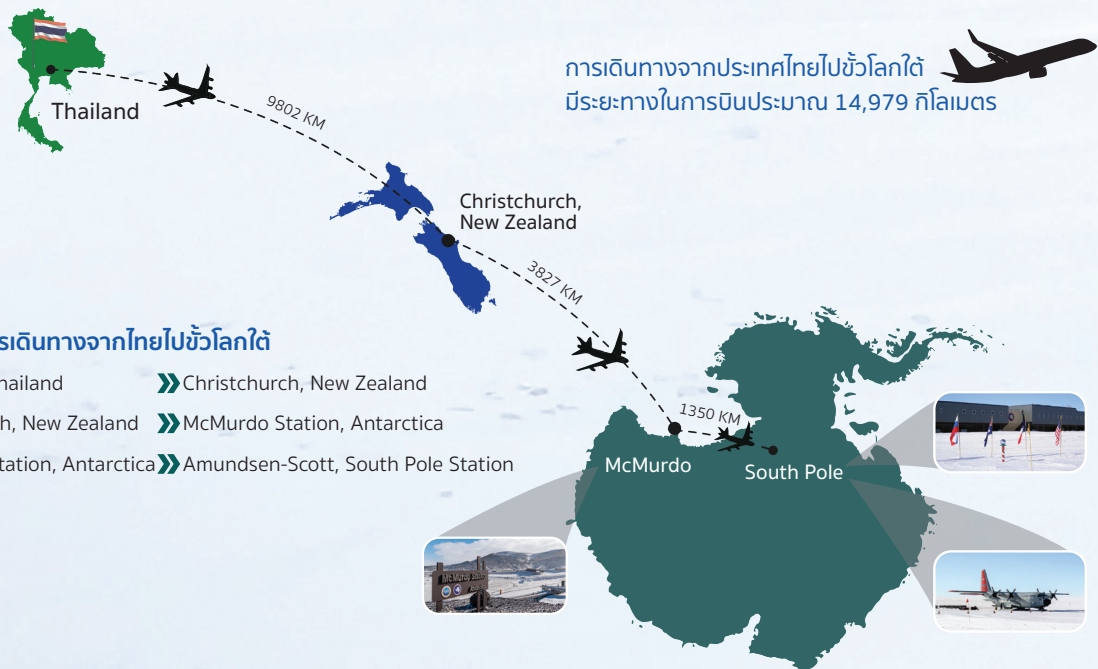 การเดินทางจากประเทศไทยไปขั้วโลกใต้
มีระยะทางในการบินประมาณ 14,979 กิโลเมตร
Thailand
9802 KM
Christchurch,
New Zealand
3827 KM
รเดินทางจากไทยไปขั้วโลกใต้
hailand Christchurch, New Zealand
h, New Zealand McMurdo Station, Antarctica
tation, Antarctica Amundsen-Scott, South Pole Station
1350 KM
McMurdo
South Pole
McMurdo Station